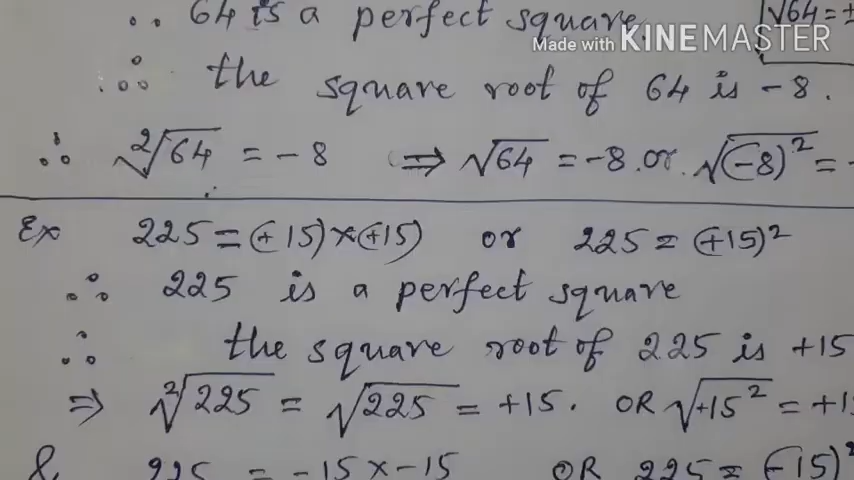 ∴ 64 is a perfect square
√64 = ±
Made with KINEMASTER
∴ the square root of 64 is -8.
∴ ²√64 = -8 ⇒ √64 = -8. or. √(-8)² = -
Ex 225 = (+15)×(+15) or 225 = (+15)²
∴ 225 is a perfect square
∴ the square root of 225 is +15
⇒ ²√225 = √225 = +15. OR √+15² = +15
& 225 = -15 × -15 OR 225 = (-15)²